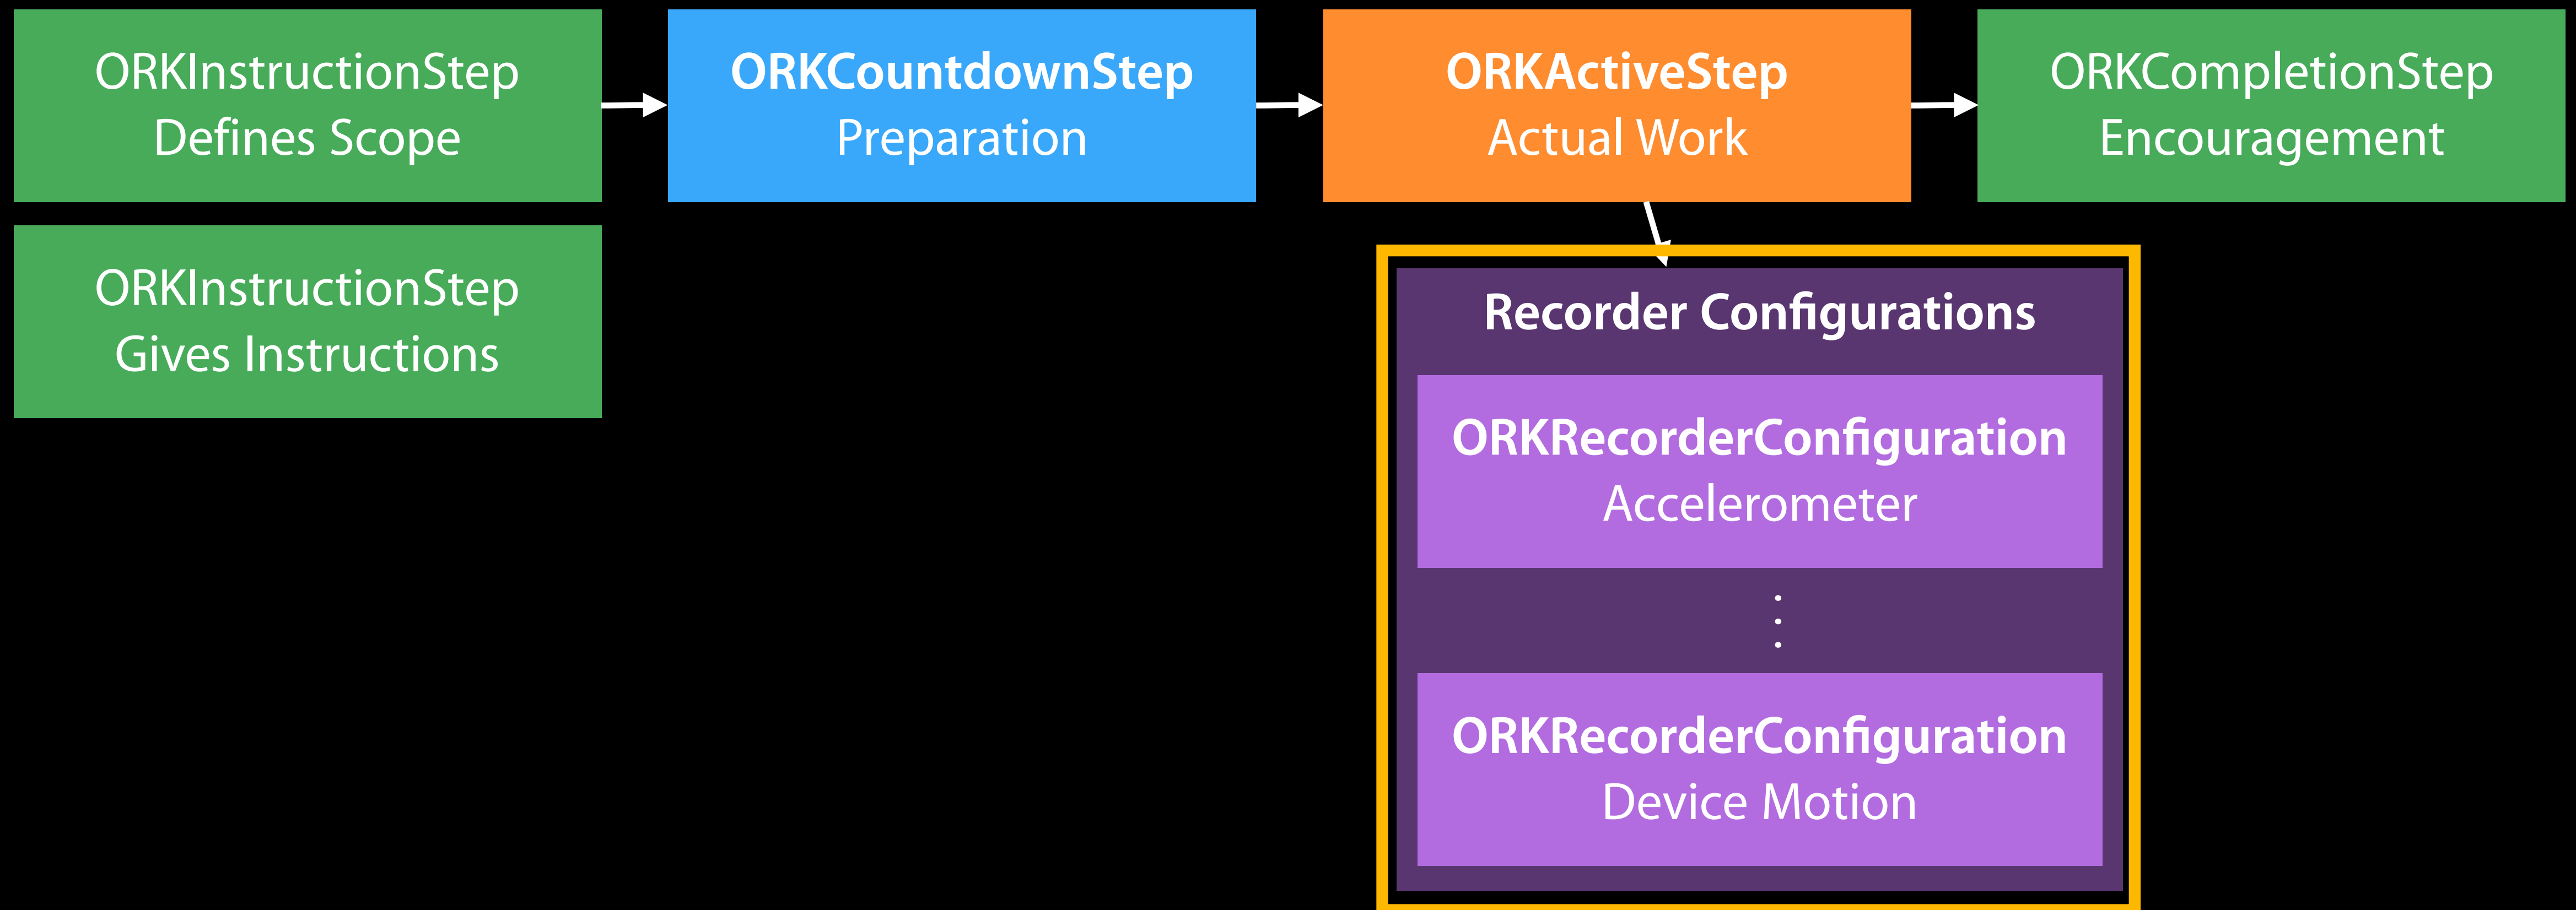 ORKInstructionStep
Defines Scope
ORKInstructionStep
Gives Instructions
ORKCountdownStep
Preparation
ORKActiveStep
Actual Work
ORKCompletionStep
Encouragement
Recorder Configurations
ORKRecorderConfiguration
Accelerometer
ORKRecorderConfiguration
Device Motion